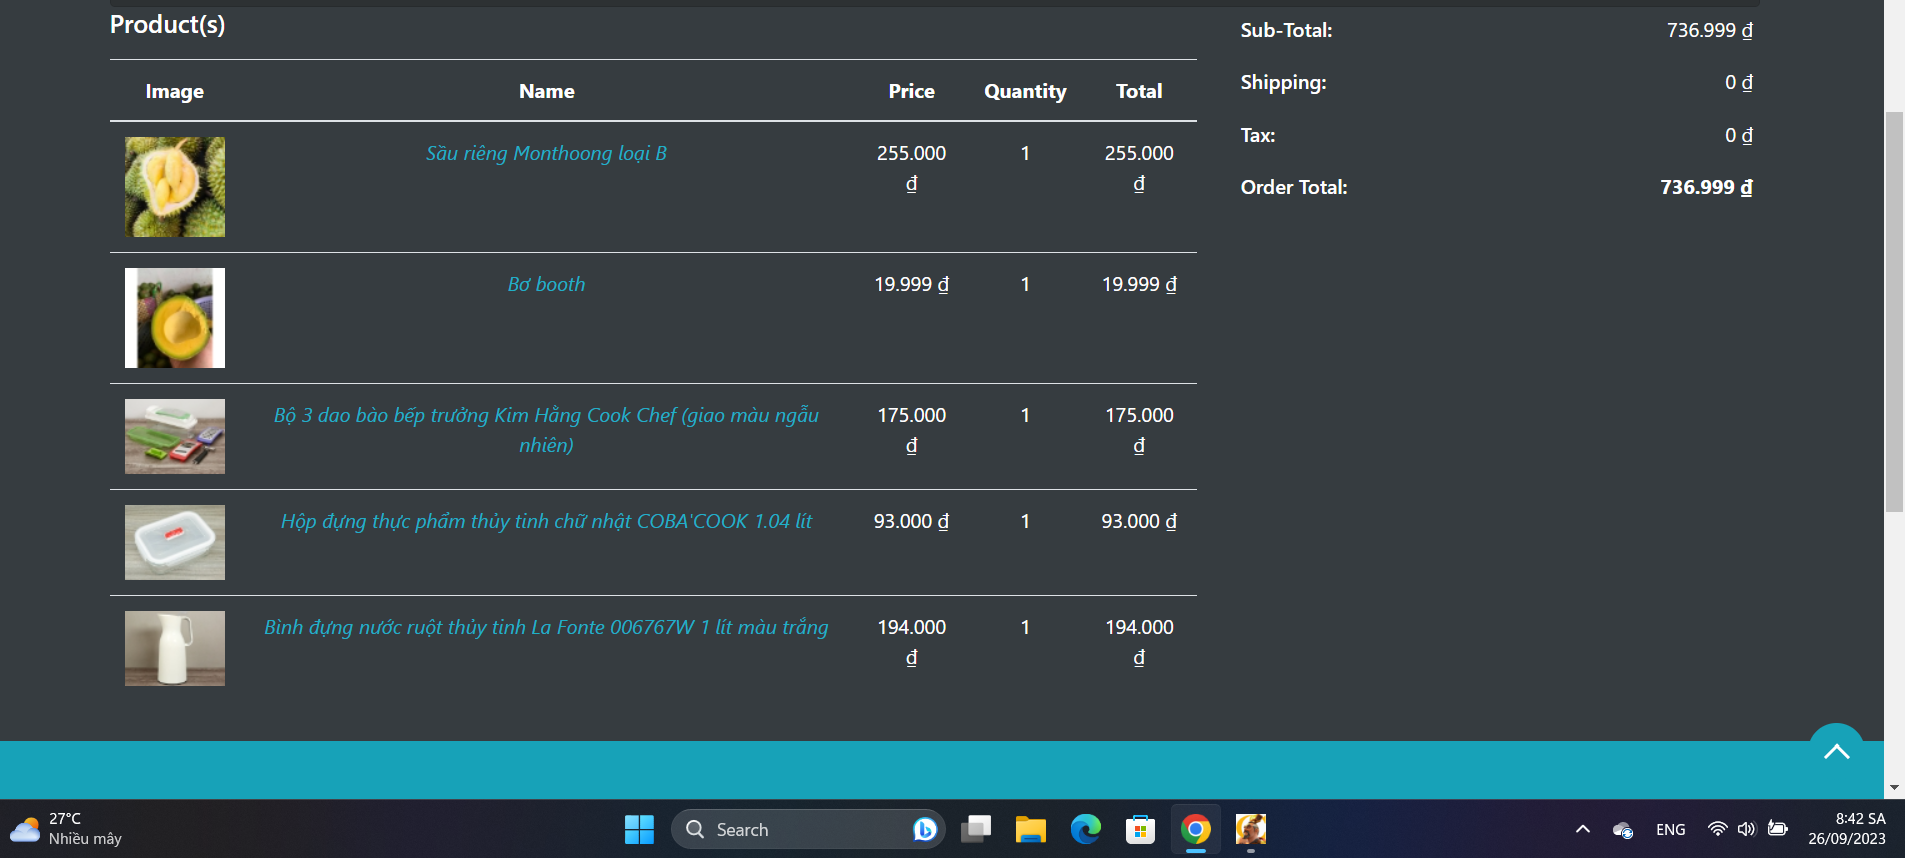 Product(s)
Image Name Price Quantity Total
Sầu riêng Monthoong loại B 255.000 1 255.000
₫ ₫
Bơ booth 19.999 ₫ 1 19.999 ₫
Bộ 3 dao bào bếp trưởng Kim Hằng Cook Chef (giao màu ngẫu 175.000 1 175.000
nhiên) ₫ ₫
Hộp đựng thực phẩm thủy tinh chữ nhật COBA'COOK 1.04 lít 93.000 ₫ 1 93.000 ₫
Bình đựng nước ruột thủy tinh La Fonte 006767W 1 lít màu trắng 194.000 1 194.000
₫ ₫
Sub-Total: 736.999 ₫
Shipping: 0 ₫
Tax: 0 ₫
Order Total: 736.999 ₫
27°C
Nhiều mây
Search
ENG
8:42 SA
26/09/2023